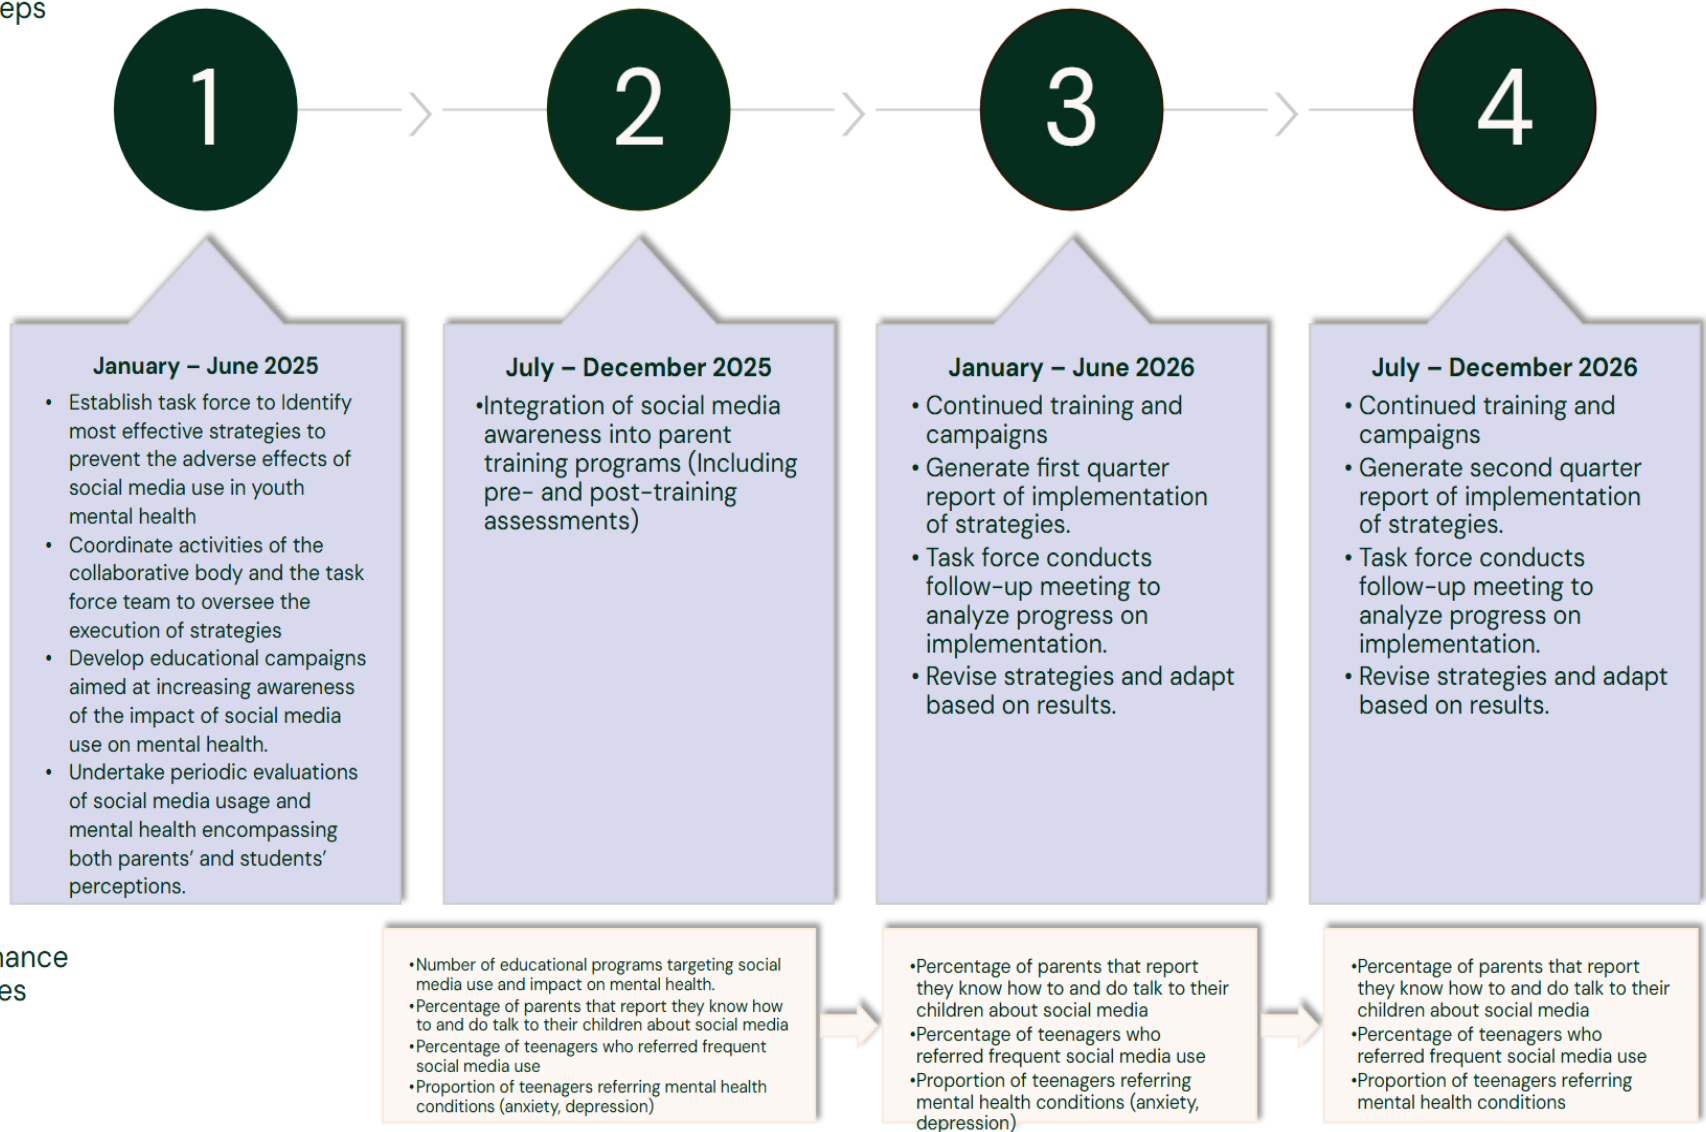 eps
1
2
3
4
January – June 2025
• Establish task force to Identify
most effective strategies to
prevent the adverse effects of
social media use in youth
mental health
• Coordinate activities of the
collaborative body and the task
force team to oversee the
execution of strategies
• Develop educational campaigns
aimed at increasing awareness
of the impact of social media
use on mental health.
• Undertake periodic evaluations
of social media usage and
mental health encompassing
both parents’ and students’
perceptions.
July – December 2025
•Integration of social media
awareness into parent
training programs (Including
pre- and post-training
assessments)
January – June 2026
• Continued training and
campaigns
• Generate first quarter
report of implementation
of strategies.
• Task force conducts
follow-up meeting to
analyze progress on
implementation.
• Revise strategies and adapt
based on results.
July – December 2026
• Continued training and
campaigns
• Generate second quarter
report of implementation
of strategies.
• Task force conducts
follow-up meeting to
analyze progress on
implementation.
• Revise strategies and adapt
based on results.
nance
es
•Number of educational programs targeting social
media use and impact on mental health.
•Percentage of parents that report they know how
to and do talk to their children about social media
•Percentage of teenagers who referred frequent
social media use
•Proportion of teenagers referring mental health
conditions (anxiety, depression)
•Percentage of parents that report
they know how to and do talk to their
children about social media
•Percentage of teenagers who
referred frequent social media use
•Proportion of teenagers referring
mental health conditions (anxiety,
depression)
•Percentage of parents that report
they know how to and do talk to their
children about social media
•Percentage of teenagers who
referred frequent social media use
•Proportion of teenagers referring
mental health conditions